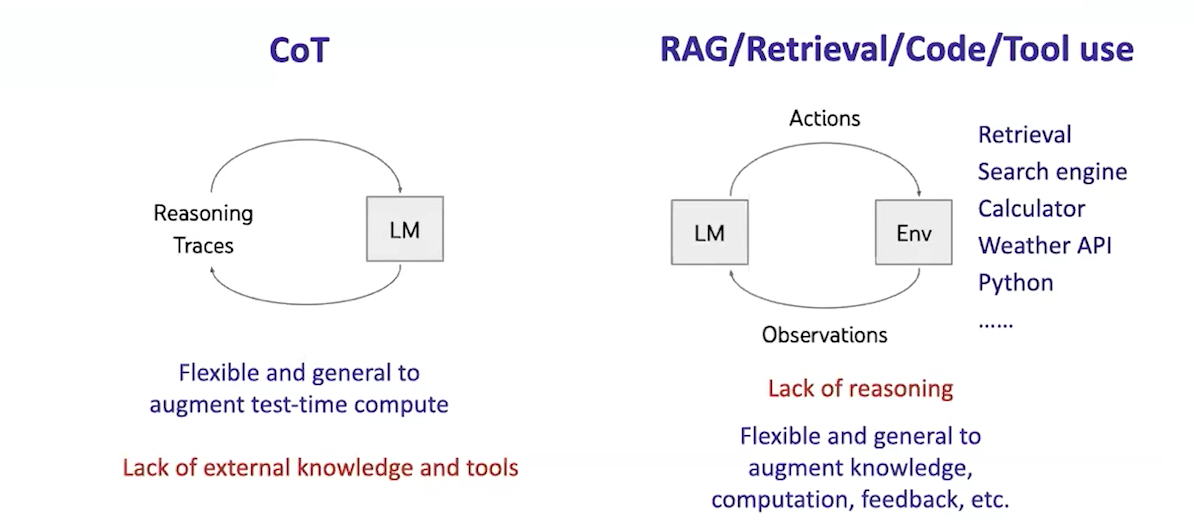 CoT
Reasoning
Traces
LM
Flexible and general to
augment test-time compute
Lack of external knowledge and tools
RAG/Retrieval/Code/Tool use
Actions
LM
Env
Observations
Retrieval
Search engine
Calculator
Weather API
Python
......
Lack of reasoning
Flexible and general to
augment knowledge,
computation, feedback, etc.